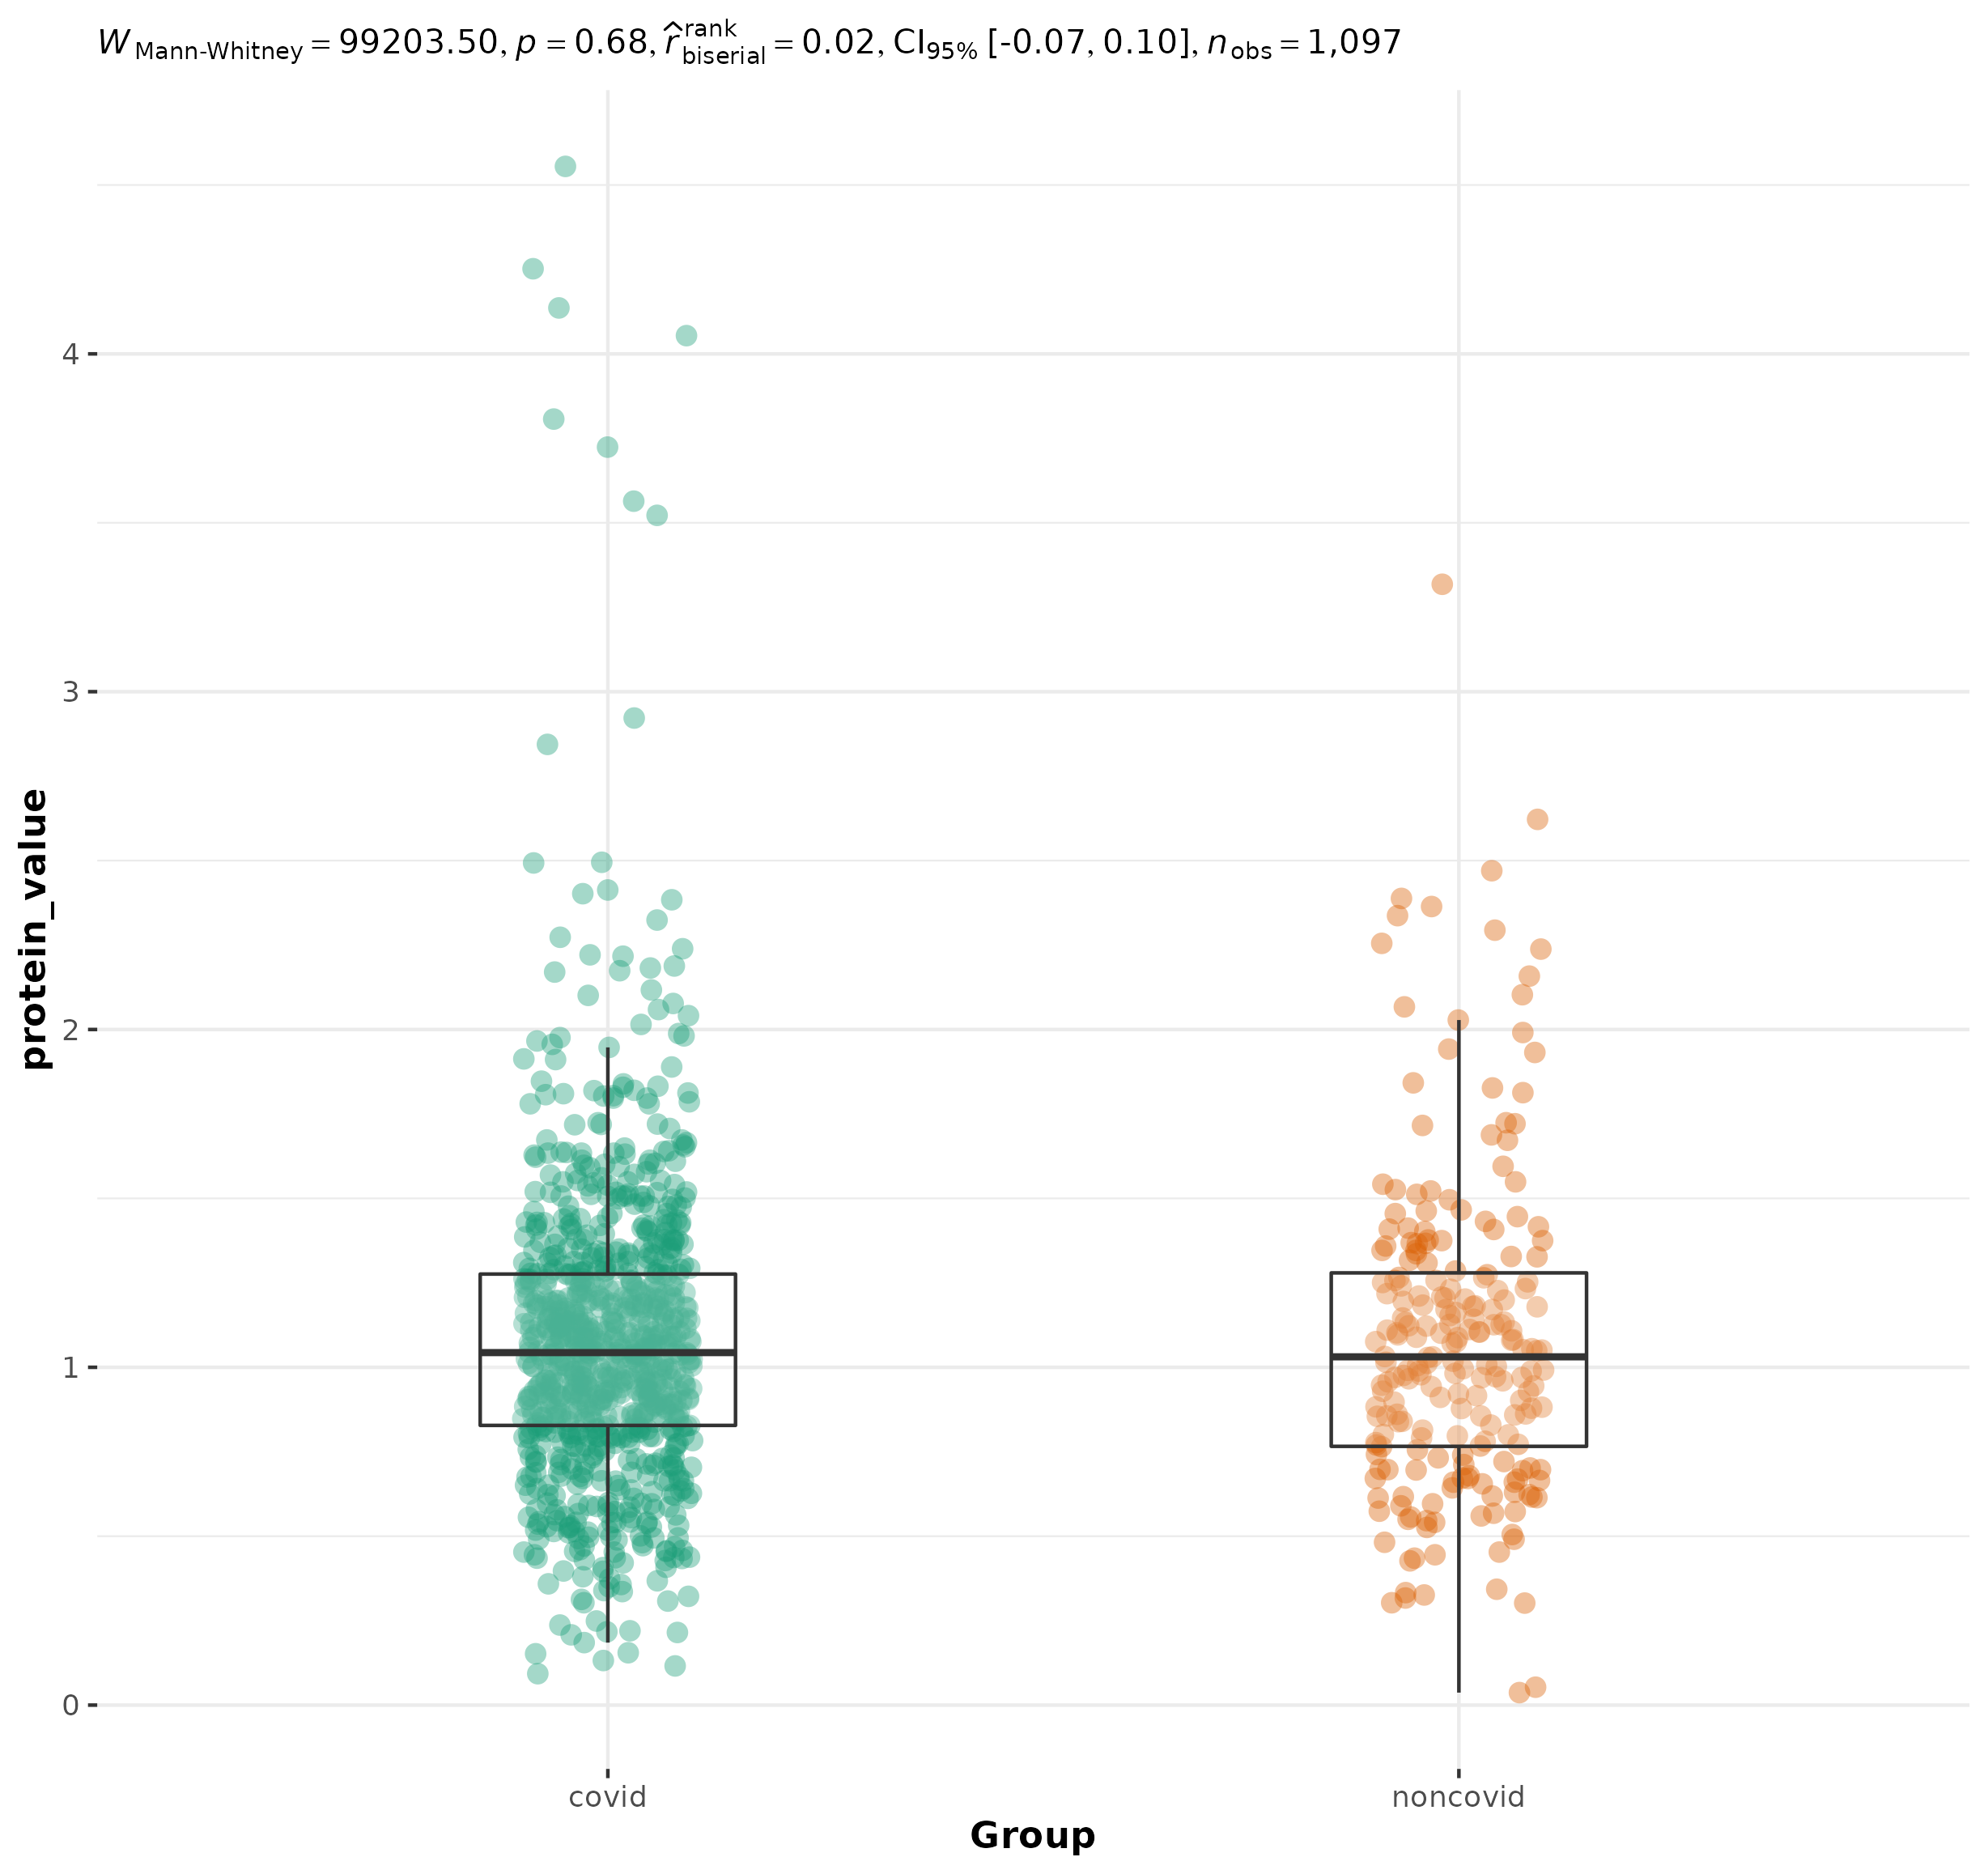 W Mann-Whitney = 99203.50, p = 0.68, r̂ rank biserial = 0.02, CI95% [-0.07, 0.10], n obs = 1,097
4
3
2
1
0
protein_value
covid noncovid
Group